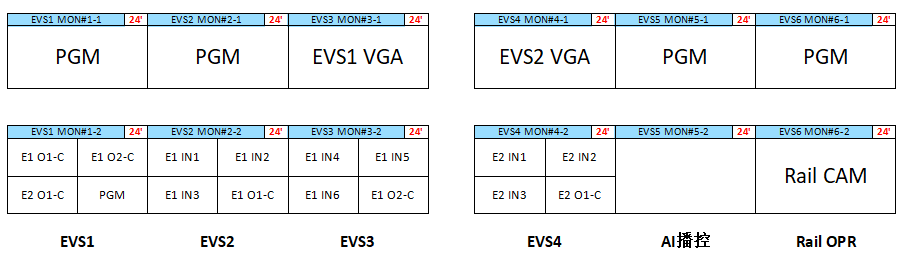 EVS1 MON#1-1 24' EVS2 MON#2-1 24' EVS3 MON#3-1 24' EVS4 MON#4-1 24' EVS5 MON#5-1 24' EVS6 MON#6-1 24'
PGM PGM EVS1 VGA EVS2 VGA PGM PGM
EVS1 MON#1-2 24' EVS2 MON#2-2 24' EVS3 MON#3-2 24' EVS4 MON#4-2 24' EVS5 MON#5-2 24' EVS6 MON#6-2 24'
E1 O1-C E1 O2-C E1 IN1 E1 IN2 E1 IN4 E1 IN5 E2 IN1 E2 IN2
Rail CAM
E2 O1-C PGM E1 IN3 E1 O1-C E1 IN6 E1 O2-C E2 IN3 E2 O1-C
EVS1 EVS2 EVS3 EVS4 AI播控 Rail OPR